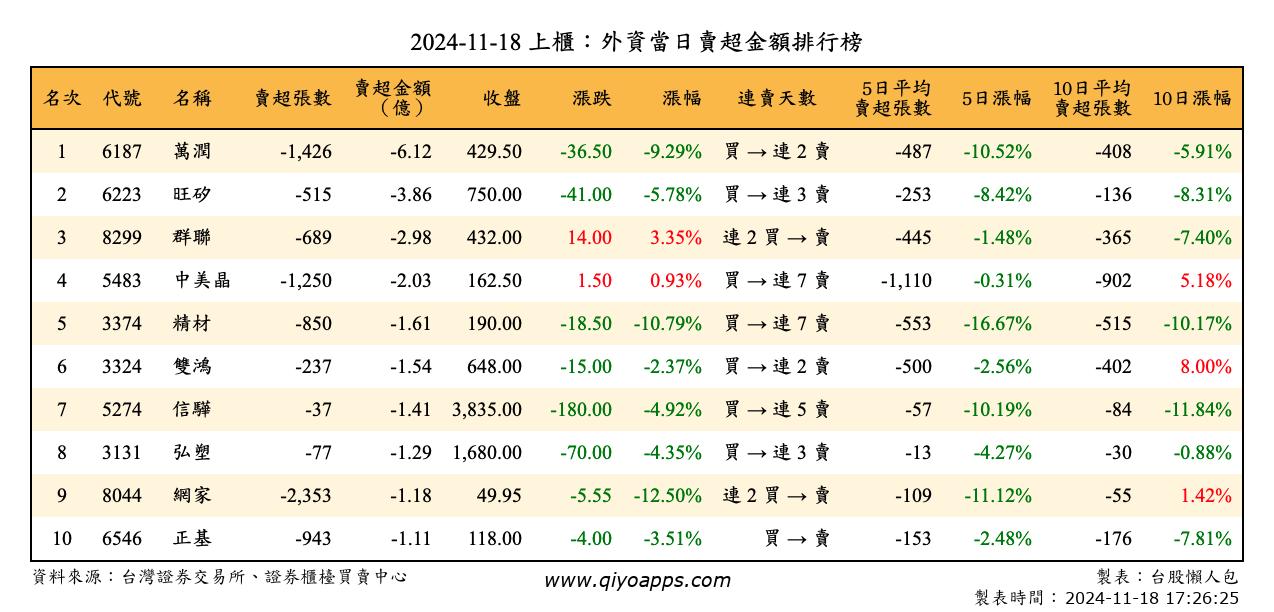 2024-11-18 上櫃：外資當日賣超金額排行榜
名次 代號 名稱 賣超張數 賣超金額（億） 收盤 漲跌 漲幅 連賣天數 5日平均賣超張數 5日漲幅 10日平均賣超張數 10日漲幅
1 6187 萬潤 -1,426 -6.12 429.50 -36.50 -9.29% 買 → 連 2 賣 -487 -10.52% -408 -5.91%
2 6223 旺矽 -515 -3.86 750.00 -41.00 -5.78% 買 → 連 3 賣 -253 -8.42% -136 -8.31%
3 8299 群聯 -689 -2.98 432.00 14.00 3.35% 連 2 買 → 賣 -445 -1.48% -365 -7.40%
4 5483 中美晶 -1,250 -2.03 162.50 1.50 0.93% 買 → 連 7 賣 -1,110 -0.31% -902 5.18%
5 3374 精材 -850 -1.61 190.00 -18.50 -10.79% 買 → 連 7 賣 -553 -16.67% -515 -10.17%
6 3324 雙鴻 -237 -1.54 648.00 -15.00 -2.37% 買 → 連 2 賣 -500 -2.56% -402 8.00%
7 5274 信驊 -37 -1.41 3,835.00 -180.00 -4.92% 買 → 連 5 賣 -57 -10.19% -84 -11.84%
8 3131 弘塑 -77 -1.29 1,680.00 -70.00 -4.35% 買 → 連 3 賣 -13 -4.27% -30 -0.88%
9 8044 網家 -2,353 -1.18 49.95 -5.55 -12.50% 連 2 買 → 賣 -109 -11.12% -55 1.42%
10 6546 正基 -943 -1.11 118.00 -4.00 -3.51% 買 → 賣 -153 -2.48% -176 -7.81%
資料來源：台灣證券交易所、證券櫃檯買賣中心 www.qiyoapps.com 製表：台股懶人包
製表時間：2024-11-18 17:26:25